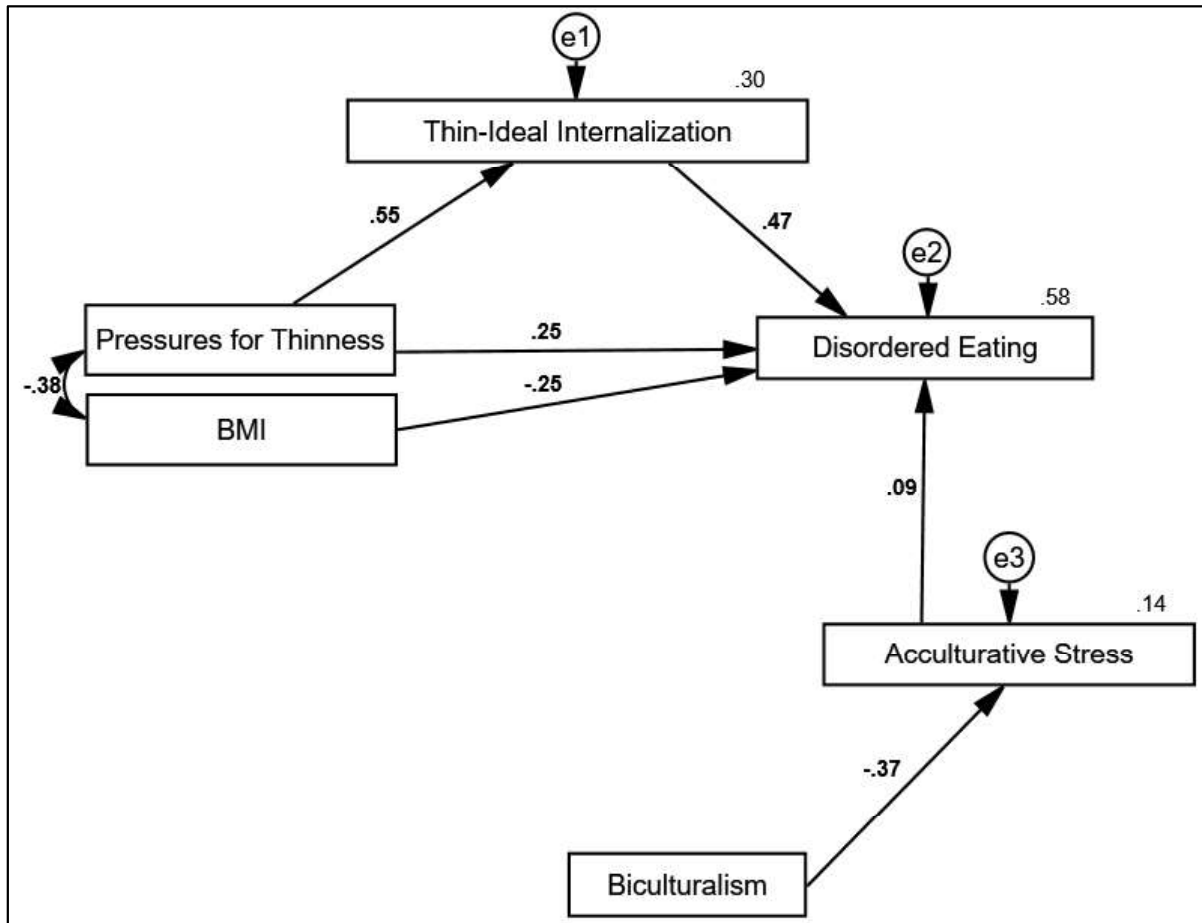 e1
.30
Thin-Ideal Internalization
.55
.47
e2
.58
Pressures for Thinness
.25
Disordered Eating
-.38
-.25
BMI
.09
e3
.14
Acculturative Stress
-.37
Biculturalism